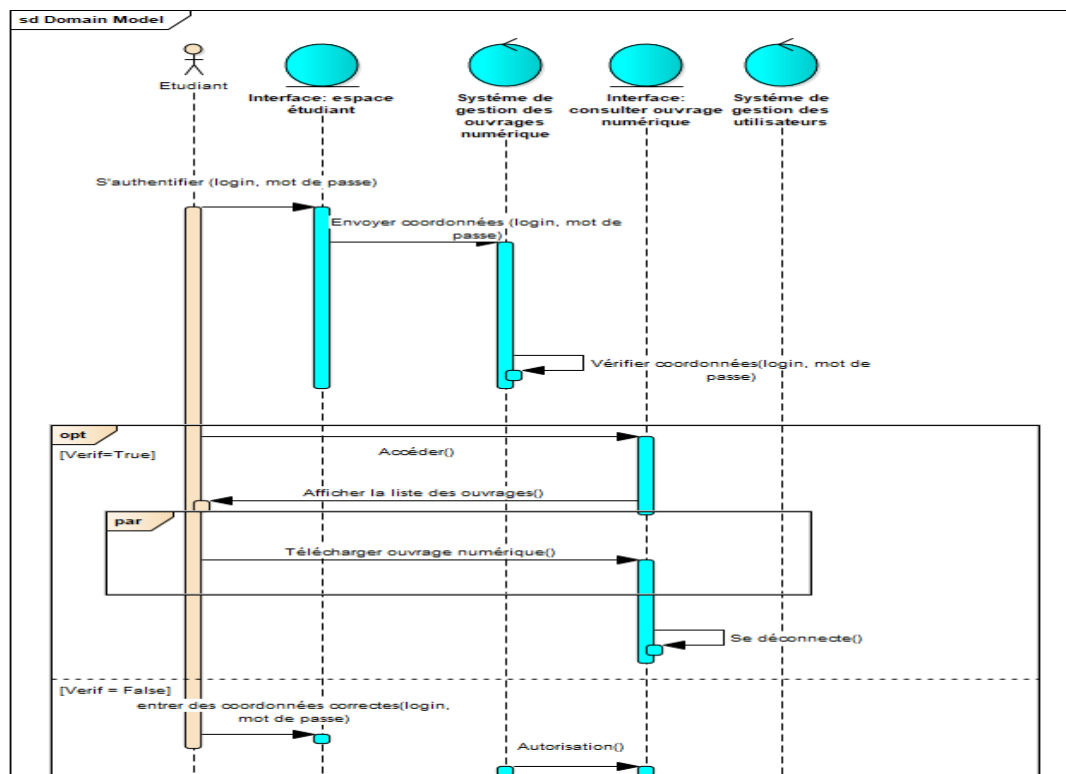 sd Domain Model
Etudiant
Interface: espace
étudiant
Systéme de
gestion des
ouvrages
numérique
Interface:
consulter ouvrage
numérique
Systéme de
gestion des
utilisateurs
S'authentifier (login, mot de passe)
Envoyer coordonnées (login, mot de
passe)
Vérifier coordonnées(login, mot de
passe)
opt
[Verif=True]
Accéder()
Afficher la liste des ouvrages()
par
Télécharger ouvrage numérique()
Se déconnecte()
[Verif = False]
entrer des coordonnées correctes(login,
mot de passe)
Autorisation()